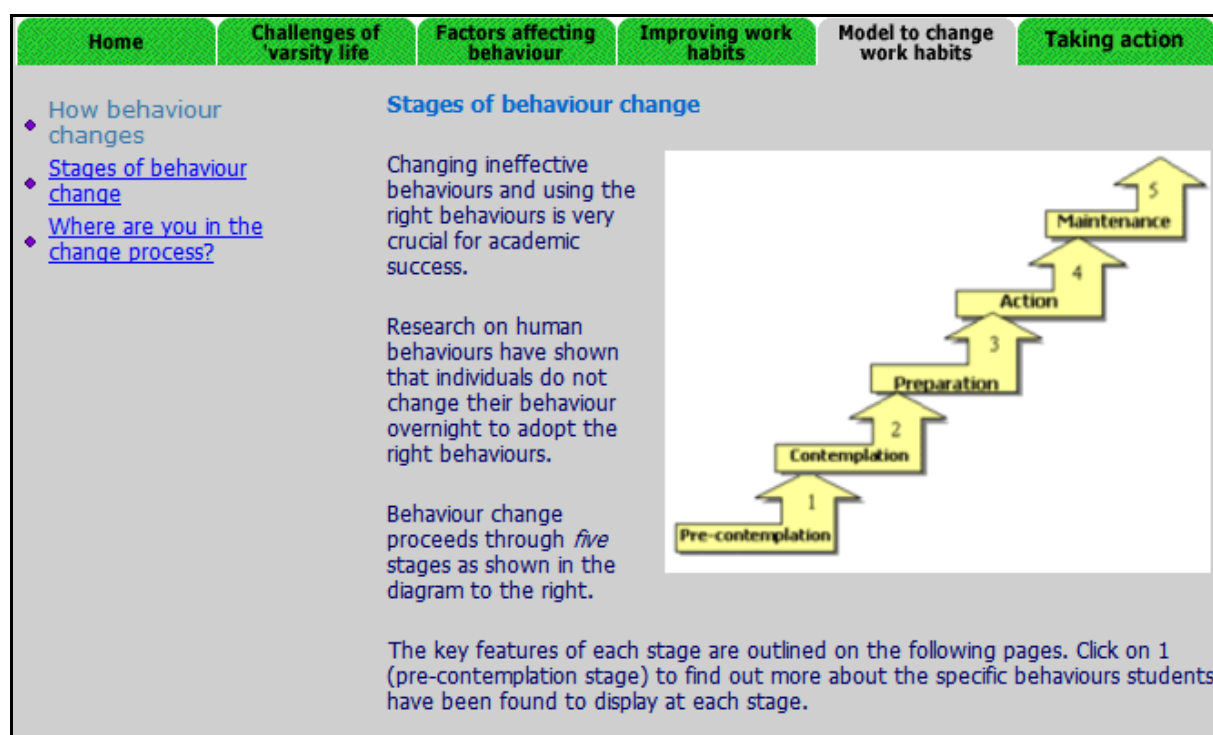 Home
Challenges of
'varsity life
Factors affecting
behaviour
Improving work
habits
Model to change
work habits
Taking action
How behaviour
changes
Stages of behaviour
change
Where are you in the
change process?
Stages of behaviour change
Changing ineffective
behaviours and using the
right behaviours is very
crucial for academic
success.
Research on human
behaviours have shown
that individuals do not
change their behaviour
overnight to adopt the
right behaviours.
Behaviour change
proceeds through five
stages as shown in the
diagram to the right.
5
Maintenance
4
Action
3
Preparation
2
Contemplation
1
Pre-contemplation
The key features of each stage are outlined on the following pages. Click on 1
(pre-contemplation stage) to find out more about the specific behaviours students
have been found to display at each stage.